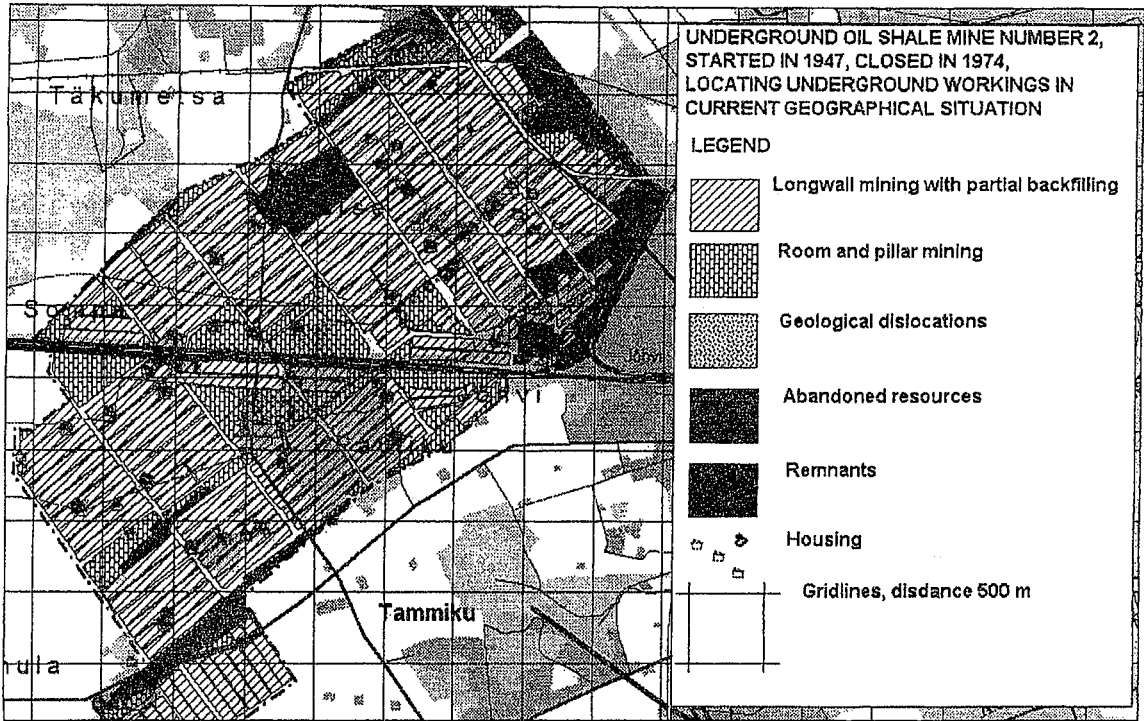 UNDERGROUND OIL SHALE MINE NUMBER 2,
STARTED IN 1947, CLOSED IN 1974,
LOCATING UNDERGROUND WORKINGS IN
CURRENT GEOGRAPHICAL SITUATION
LEGEND
Longwall mining with partial backfilling
Room and pillar mining
Geological dislocations
Abandoned resources
Remnants
Housing
Gridlines, disdance 500 m
Täkumetsa
Tammiku